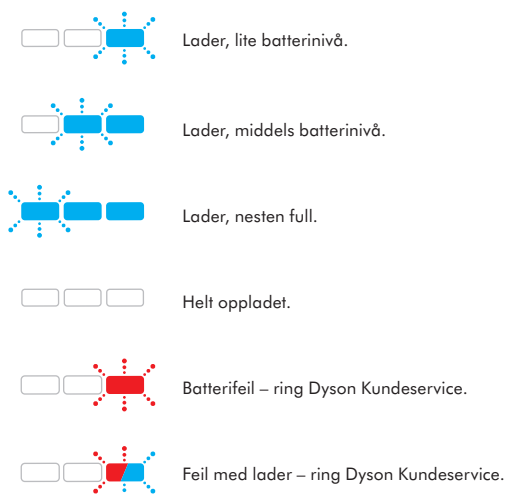 Lader, lite batterinivå.
Lader, middels batterinivå.
Lader, nesten full.
Helt oppladet.
Batterifeil – ring Dyson Kundeservice.
Feil med lader – ring Dyson Kundeservice.